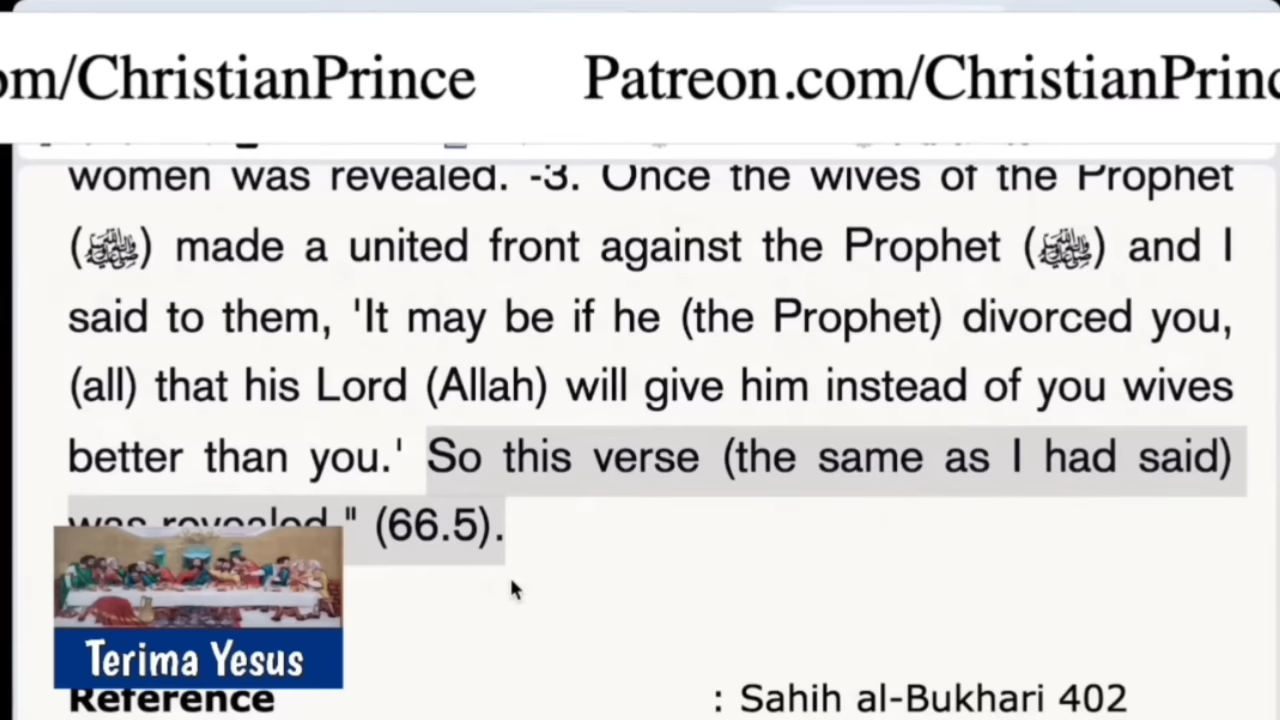 om/ChristianPrince Patreon.com/ChristianPrinc
women was revealed. -3. Once the wives of the Prophet
(ﷺ) made a united front against the Prophet (ﷺ) and I
said to them, 'It may be if he (the Prophet) divorced you,
(all) that his Lord (Allah) will give him instead of you wives
better than you.' So this verse (the same as I had said)
was revealed." (66.5).
Terima Yesus
Reference : Sahih al-Bukhari 402